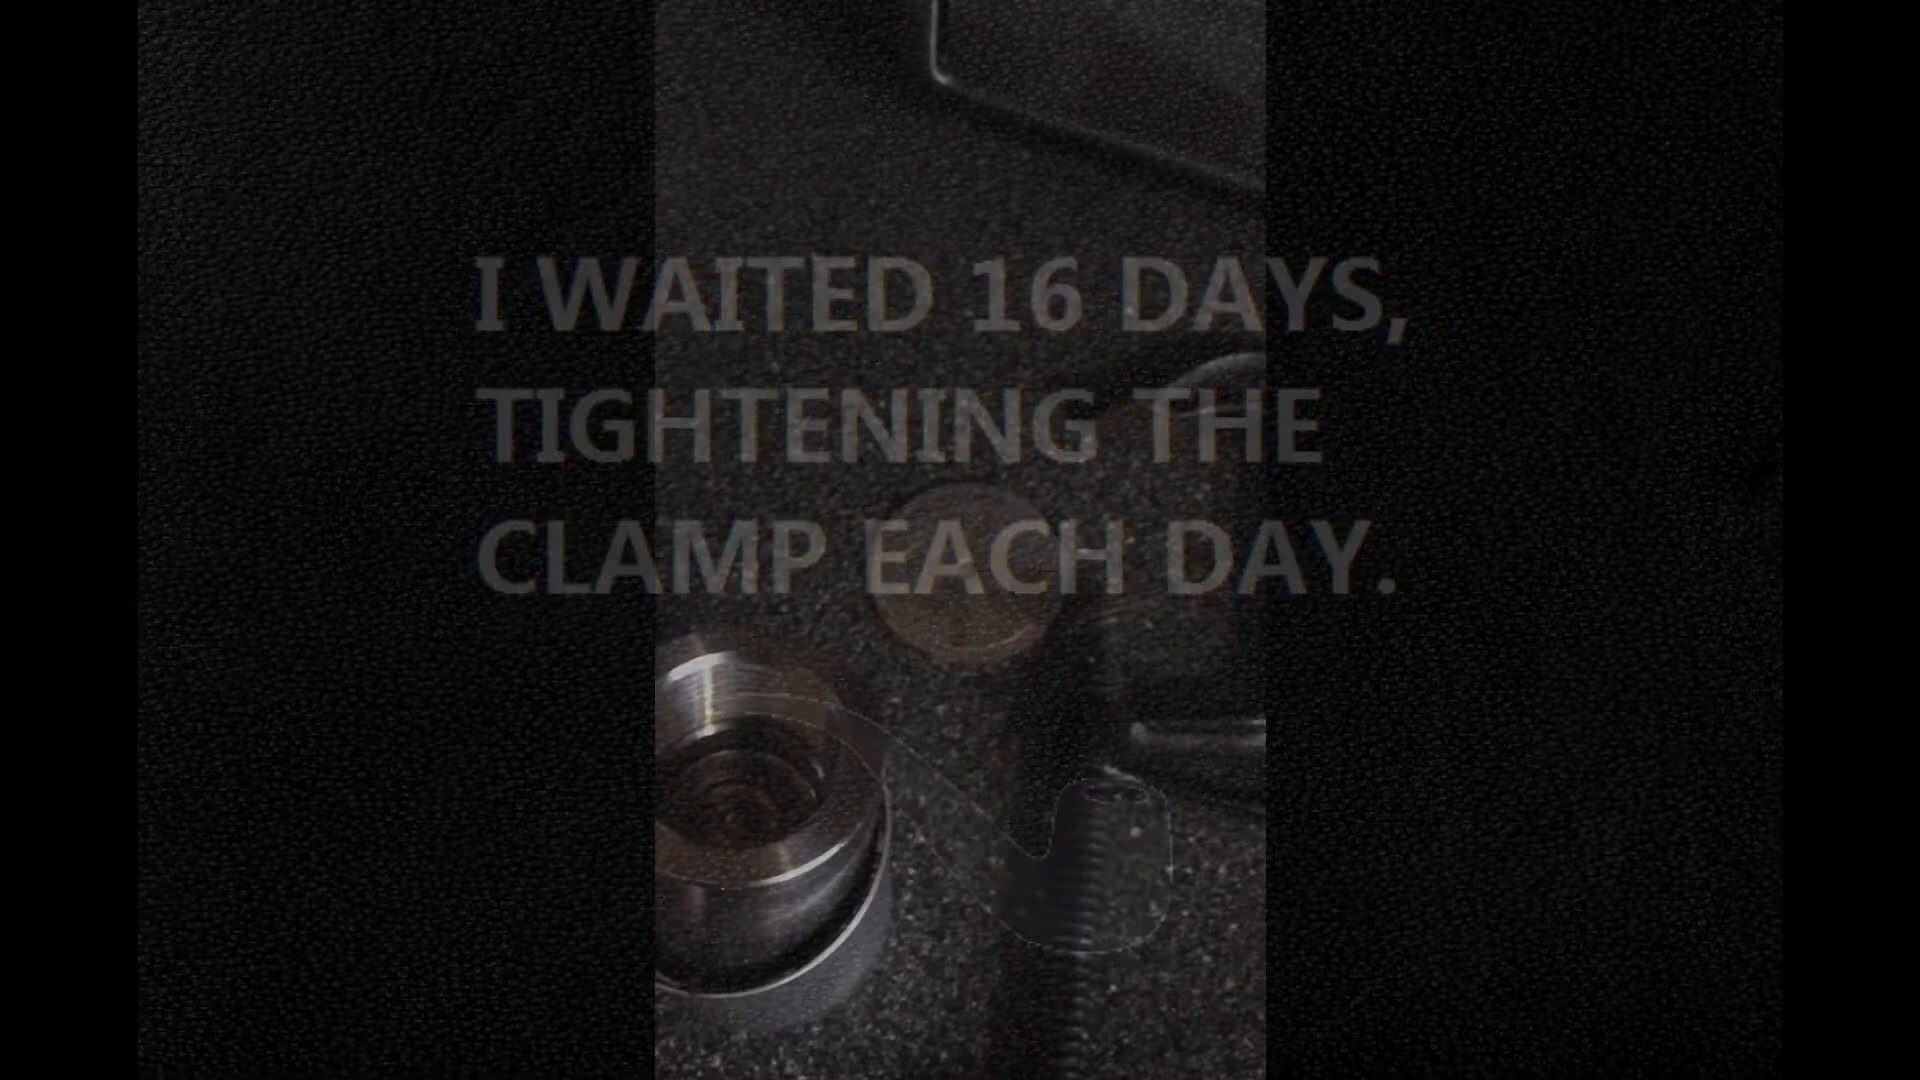 I WAITED 16 DAYS,
TIGHTENING THE
CLAMP EACH DAY.